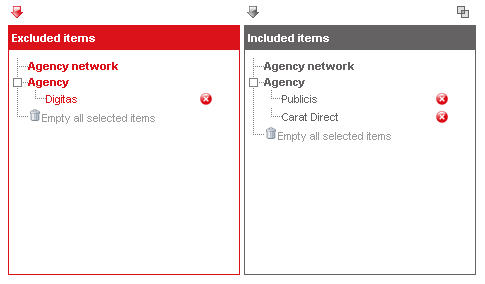 Excluded items
Agency network
Agency
Digitas
Empty all selected items
Included items
Agency network
Agency
Publicis
Carat Direct
Empty all selected items